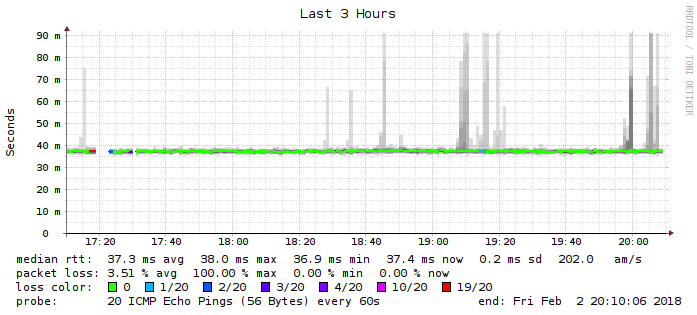 Last 3 Hours
RRDTOOL / TOBI OETIKER
Seconds
90 m
80 m
70 m
60 m
50 m
40 m
30 m
20 m
10 m
0
17:20 17:40 18:00 18:20 18:40 19:00 19:20 19:40 20:00
median rtt: 37.3 ms avg 38.0 ms max 36.9 ms min 37.4 ms now 0.2 ms sd 202.0 am/s
packet loss: 3.51 % avg 100.00 % max 0.00 % min 0.00 % now
loss color: 0 1/20 2/20 3/20 4/20 10/20 19/20
probe: 20 ICMP Echo Pings (56 Bytes) every 60s end: Fri Feb 2 20:10:06 2018